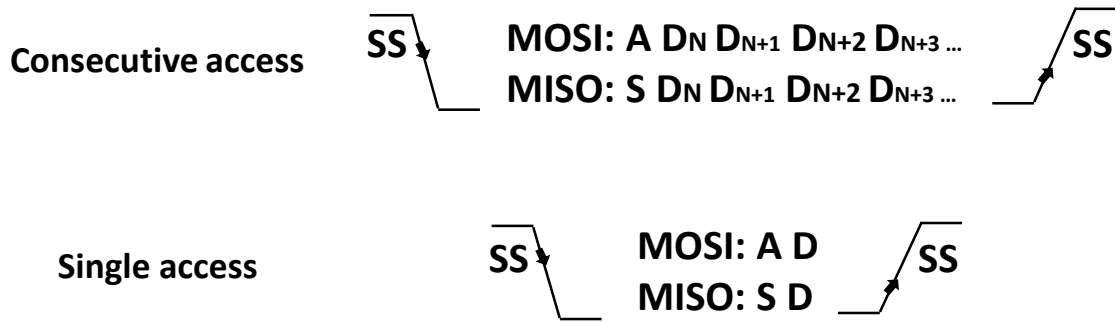 Consecutive access
SS
MOSI: A DN DN+1 DN+2 DN+3 ...
MISO: S DN DN+1 DN+2 DN+3 ...
SS
Single access
SS
MOSI: A D
MISO: S D
SS